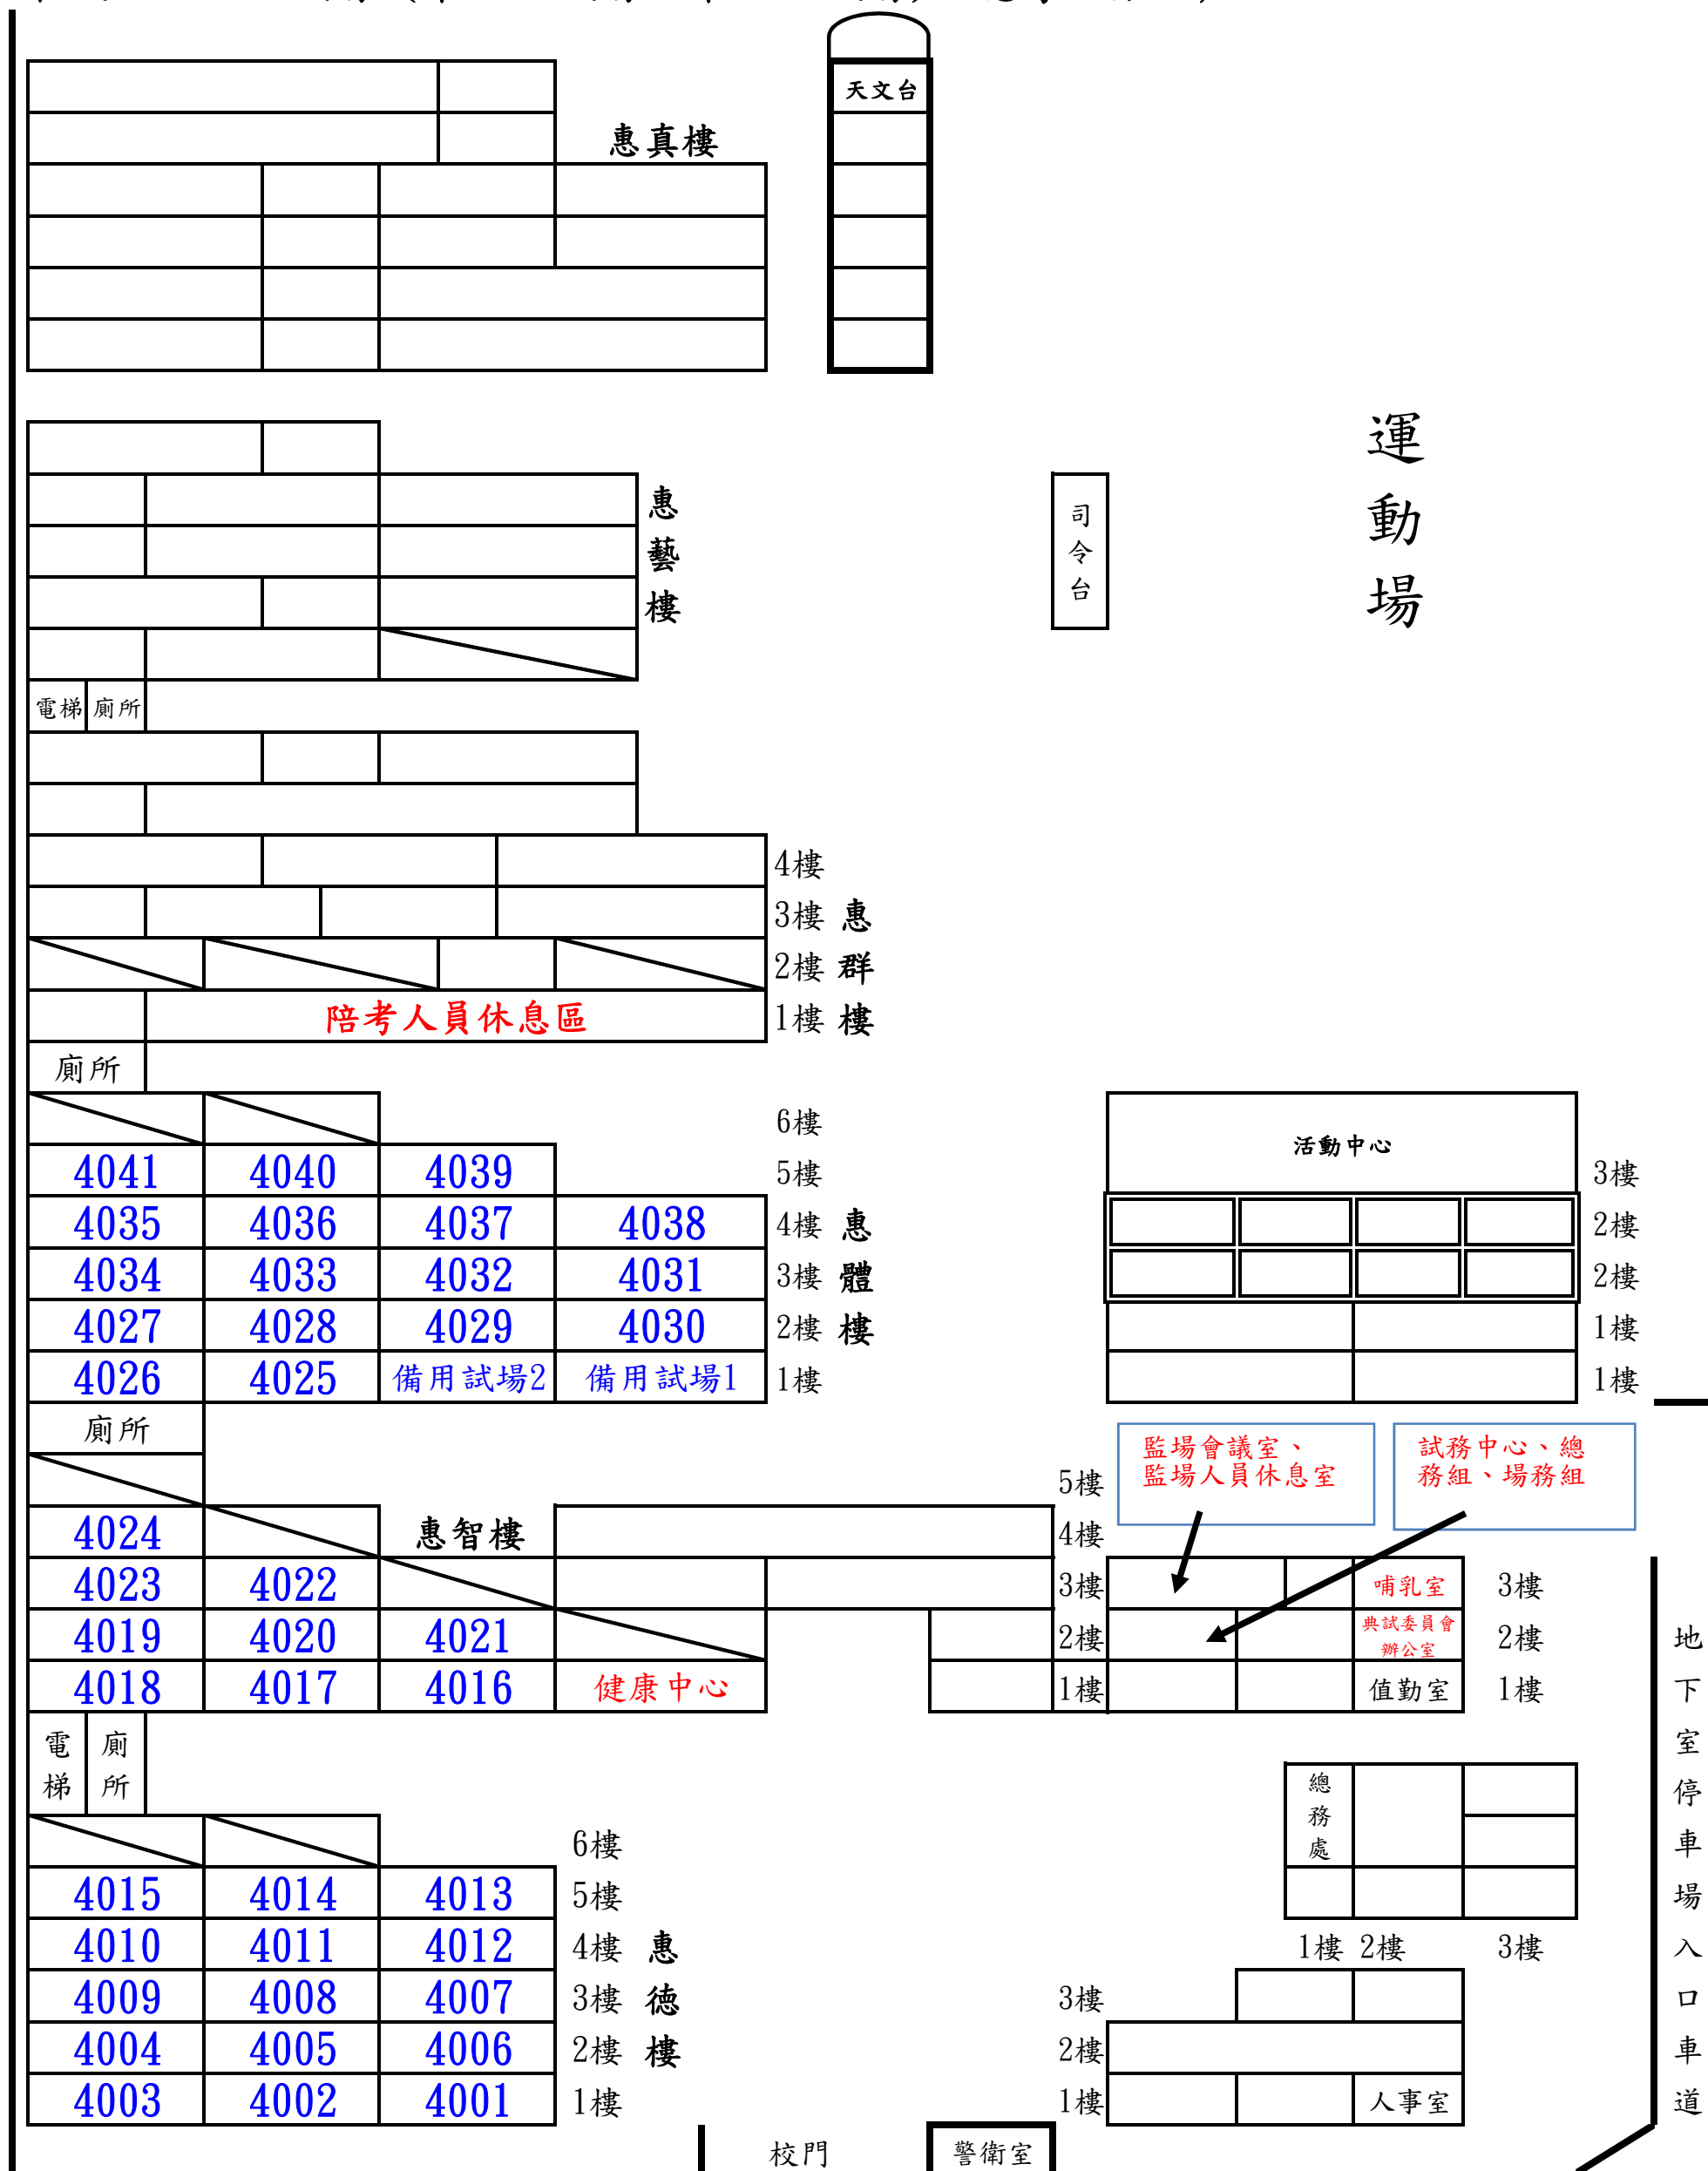 天文台
惠真樓
運動場
惠藝樓
司令台
電梯 廁所
4樓
3樓
2樓
1樓
惠群樓
陪考人員休息區
廁所
6樓
4041 4040 4039 5樓
4035 4036 4037 4038 4樓
4034 4033 4032 4031 3樓
4027 4028 4029 4030 2樓
4026 4025 備用試場2 備用試場1 1樓
惠體樓
活動中心
3樓
2樓
2樓
1樓
1樓
廁所
監場會議室、
監場人員休息室
試務中心、總
務組、場務組
惠智樓
5樓
4樓
3樓
2樓
1樓
4024
4023 4022
4019 4020 4021
4018 4017 4016 健康中心
哺乳室 3樓
典試委員會
辦公室
2樓
值勤室 1樓
電梯
廁所
總務處
1樓 2樓 3樓
6樓
4015 4014 4013 5樓
4010 4011 4012 4樓
4009 4008 4007 3樓
4004 4005 4006 2樓
4003 4002 4001 1樓
惠德樓
3樓
2樓
1樓
人事室
地下室停車場入口車道
校門
警衛室